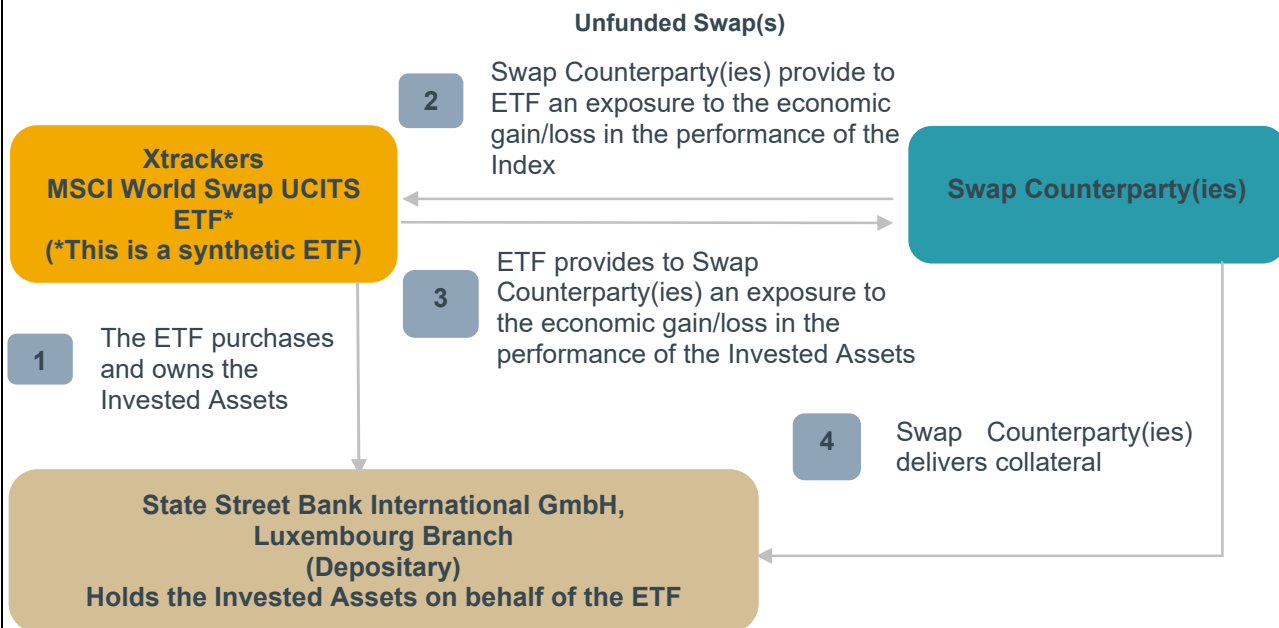 Unfunded Swap(s)
2
Swap Counterparty(ies) provide to
ETF an exposure to the economic
gain/loss in the performance of the
Index
Xtrackers
MSCI World Swap UCITS
ETF*
(*This is a synthetic ETF)
Swap Counterparty(ies)
3
ETF provides to Swap
Counterparty(ies) an exposure to
the economic gain/loss in the
performance of the Invested Assets
1
The ETF purchases
and owns the
Invested Assets
4
Swap Counterparty(ies)
delivers collateral
State Street Bank International GmbH,
Luxembourg Branch
(Depositary)
Holds the Invested Assets on behalf of the ETF